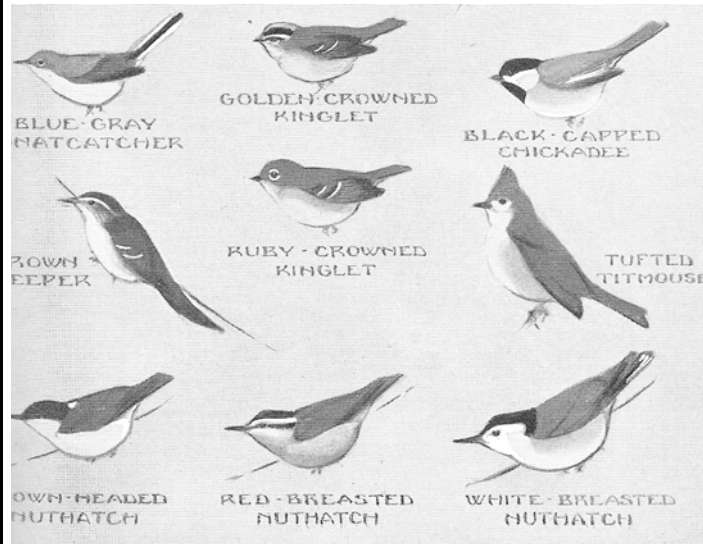 BLUE-GRAY
NATCATCHER
GOLDEN-CROWNED
KINGLET
BLACK-CAPPED
CHICKADEE
ROWN
EEPER
RUBY-CROWNED
KINGLET
TUFTED
TITMOUSE
OWN-HEADED
NUTHATCH
RED-BREASTED
NUTHATCH
WHITE-BREASTED
NUTHATCH